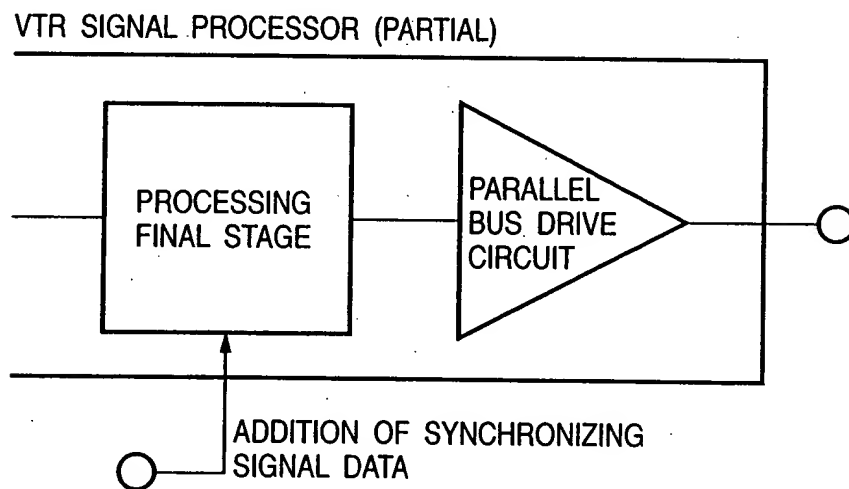 VTR SIGNAL PROCESSOR (PARTIAL)
PROCESSING
FINAL STAGE
PARALLEL
BUS DRIVE
CIRCUIT
ADDITION OF SYNCHRONIZING
SIGNAL DATA